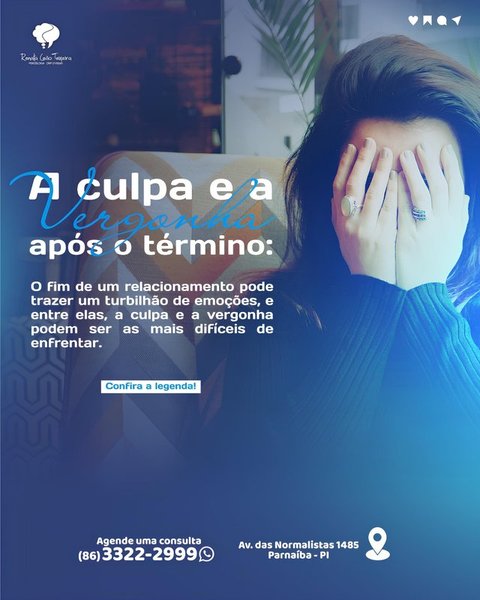 A culpa e a
Vergonha
após o término:
O fim de um relacionamento pode
trazer um turbilhão de emoções, e
entre elas, a culpa e a vergonha
podem ser as mais difíceis de
enfrentar.
Confira a legenda!
Agende uma consulta
(86) 3322-2999
Av. das Normalistas 1485
Parnaíba - PI